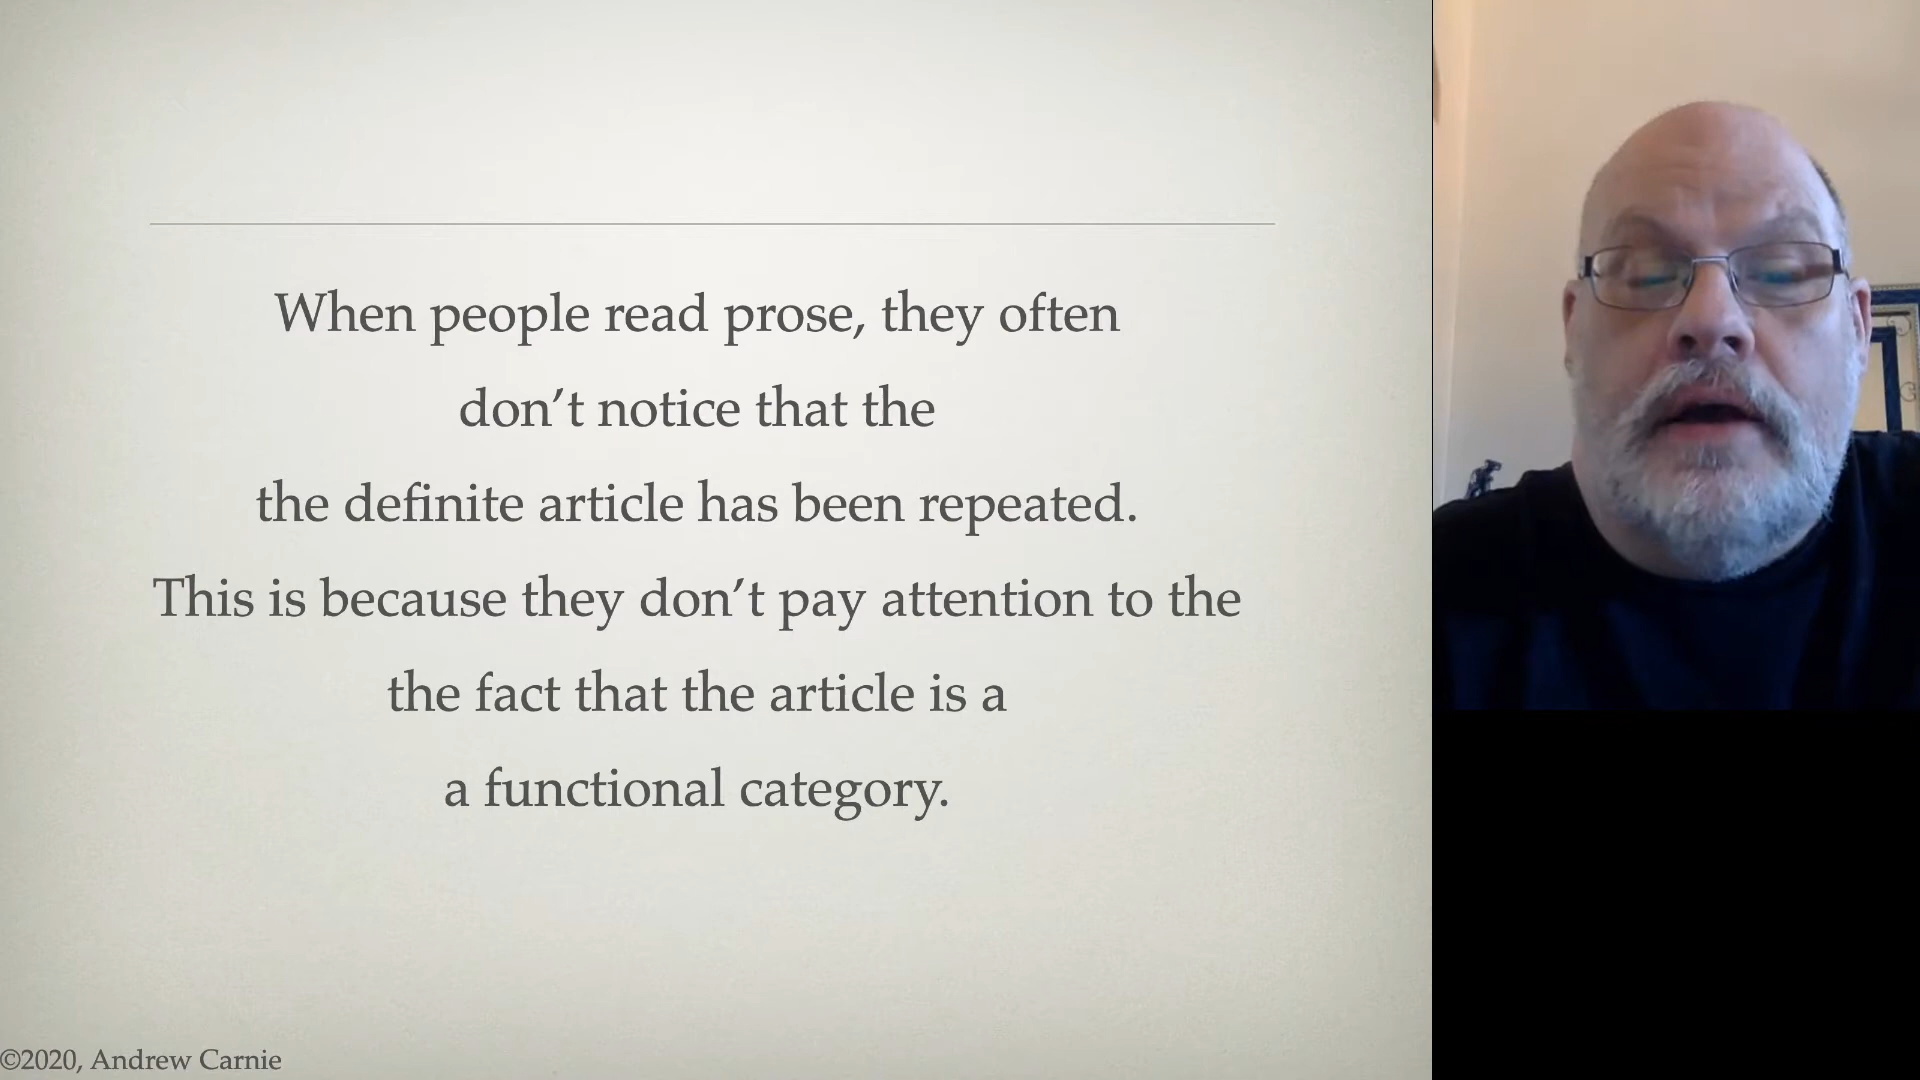 When people read prose, they often
don’t notice that the
the definite article has been repeated.
This is because they don’t pay attention to the
the fact that the article is a
a functional category.
©2020, Andrew Carnie